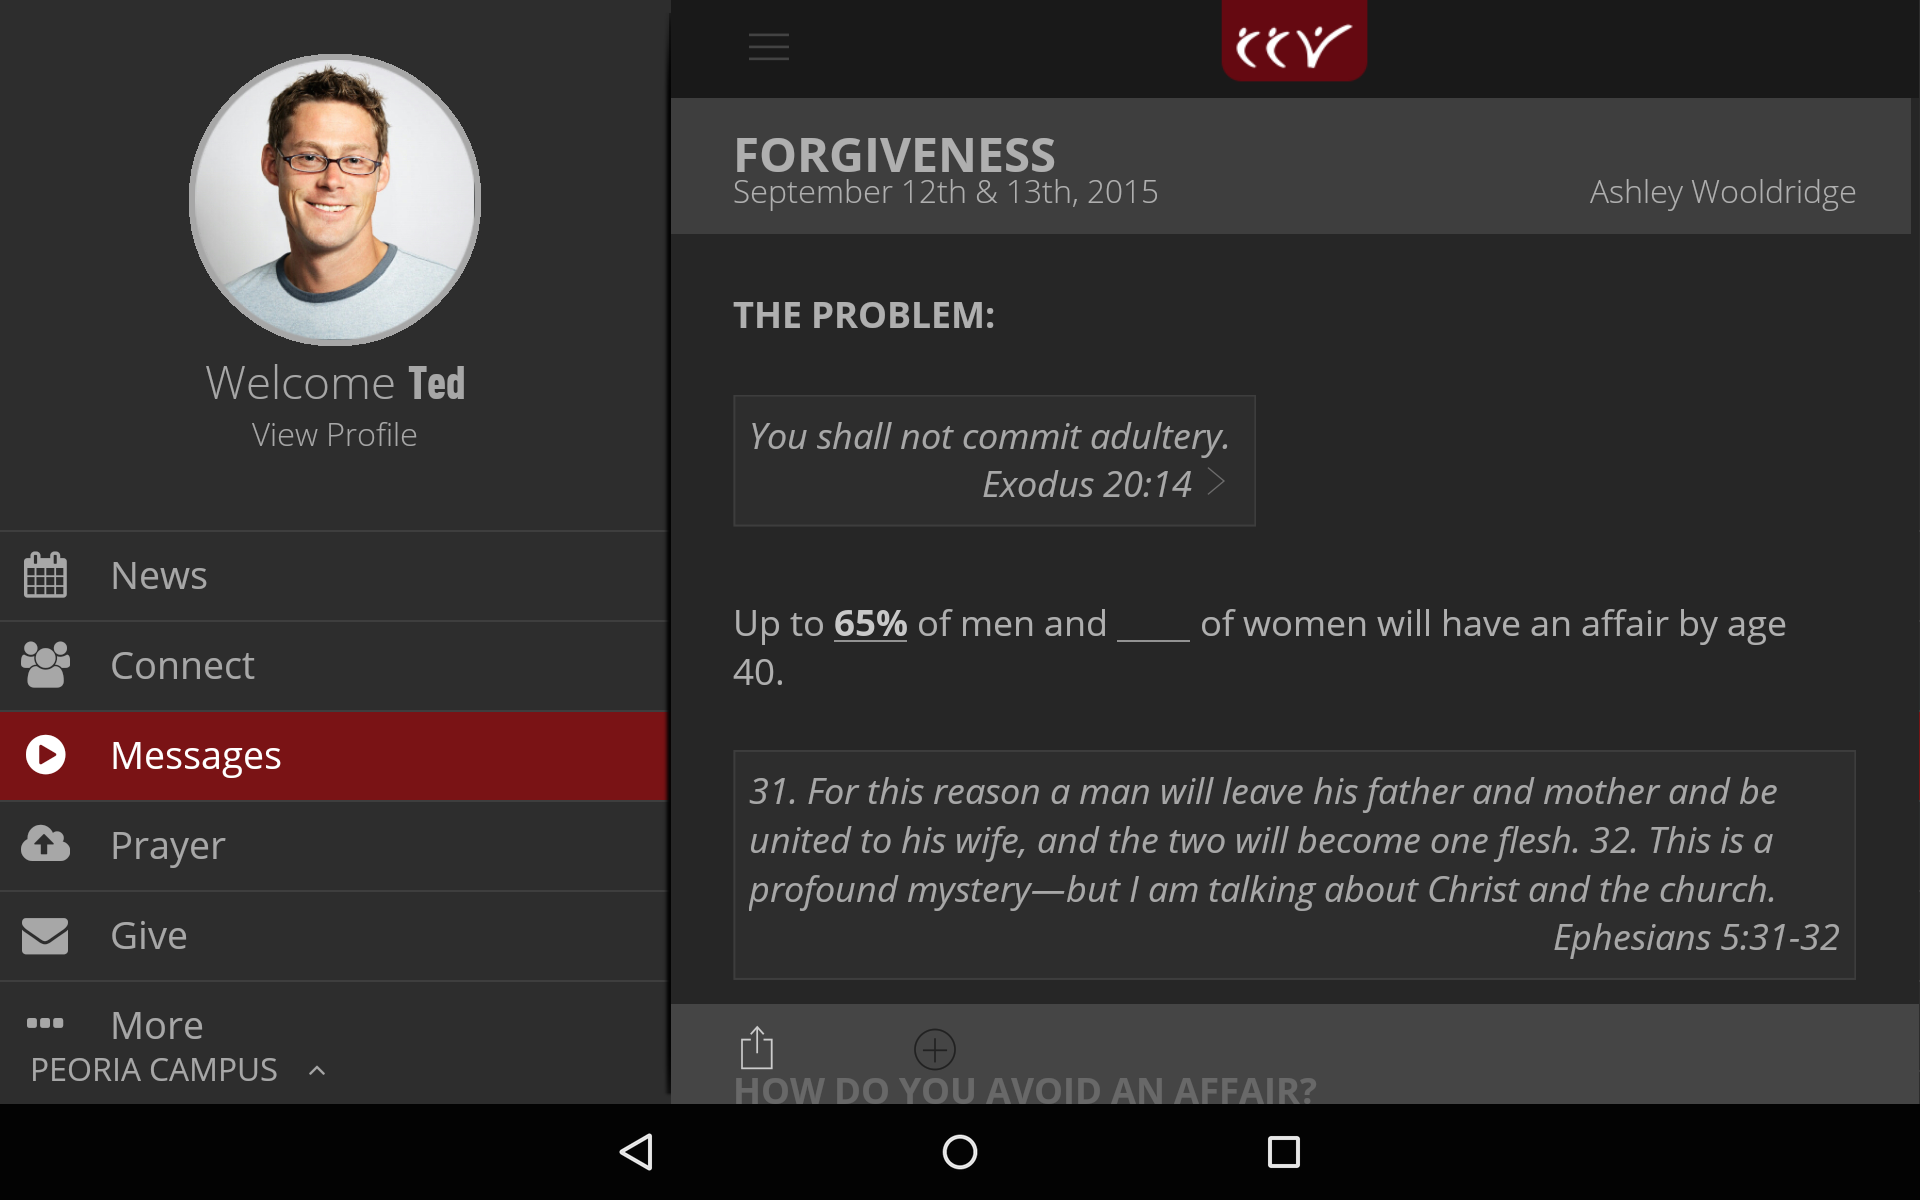 Welcome Ted
View Profile
News
Connect
Messages
Prayer
Give
More
PEORIA CAMPUS
CCV
FORGIVENESS
September 12th & 13th, 2015
Ashley Wooldridge
THE PROBLEM:
You shall not commit adultery.
Exodus 20:14
Up to 65% of men and ____ of women will have an affair by age
40.
31. For this reason a man will leave his father and mother and be
united to his wife, and the two will become one flesh. 32. This is a
profound mystery—but I am talking about Christ and the church.
Ephesians 5:31-32
HOW DO YOU AVOID AN AFFAIR?